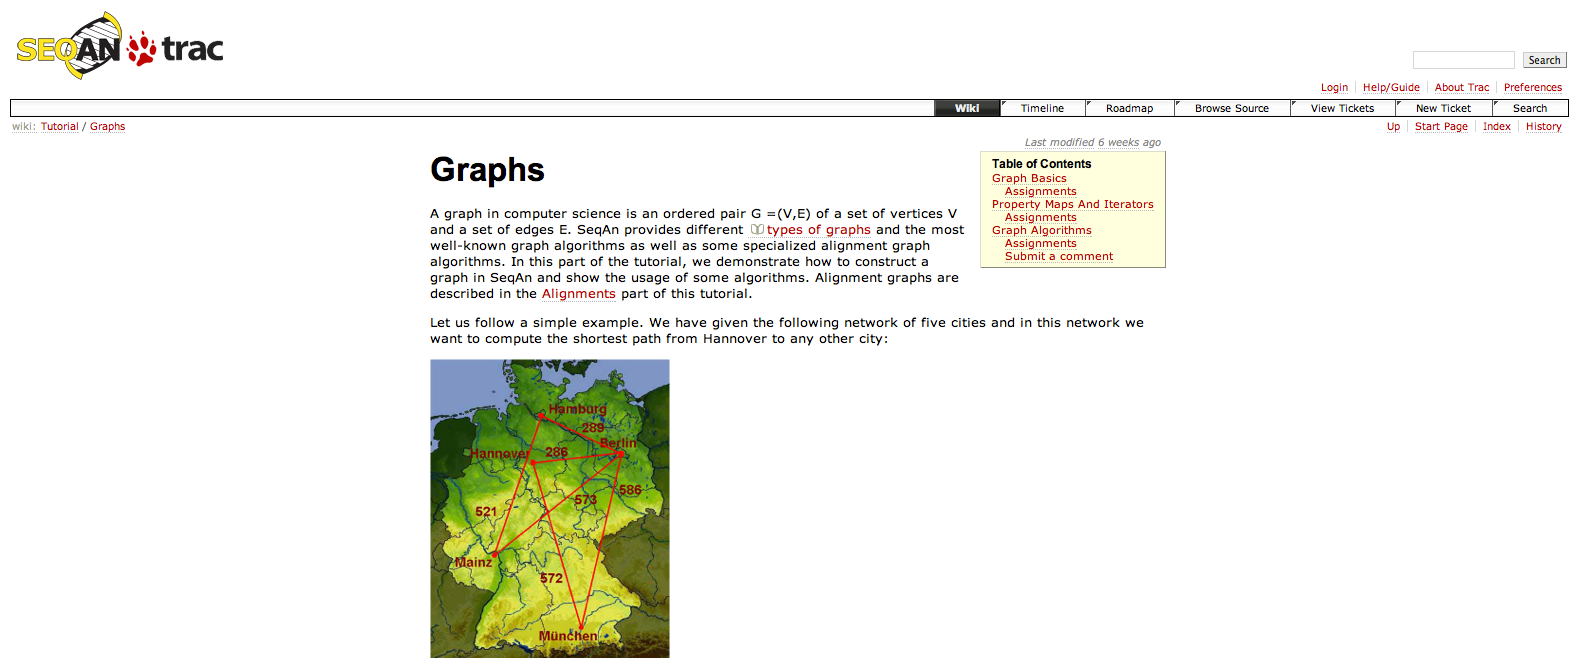 SEQAN trac
Search
Login Help/Guide About Trac Preferences
Wiki Timeline Roadmap Browse Source View Tickets New Ticket Search
wiki: Tutorial / Graphs
Up Start Page Index History
Last modified 6 weeks ago
Graphs
Table of Contents
Graph Basics
Assignments
Property Maps And Iterators
Assignments
Graph Algorithms
Assignments
Submit a comment
A graph in computer science is an ordered pair G =(V,E) of a set of vertices V
and a set of edges E. SeqAn provides different types of graphs and the most
well-known graph algorithms as well as some specialized alignment graph
algorithms. In this part of the tutorial, we demonstrate how to construct a
graph in SeqAn and show the usage of some algorithms. Alignment graphs are
described in the Alignments part of this tutorial.
Let us follow a simple example. We have given the following network of five cities and in this network we
want to compute the shortest path from Hannover to any other city:
Hamburg
289
Berlin
Hannover 286
586
573
521
Mainz
572
München